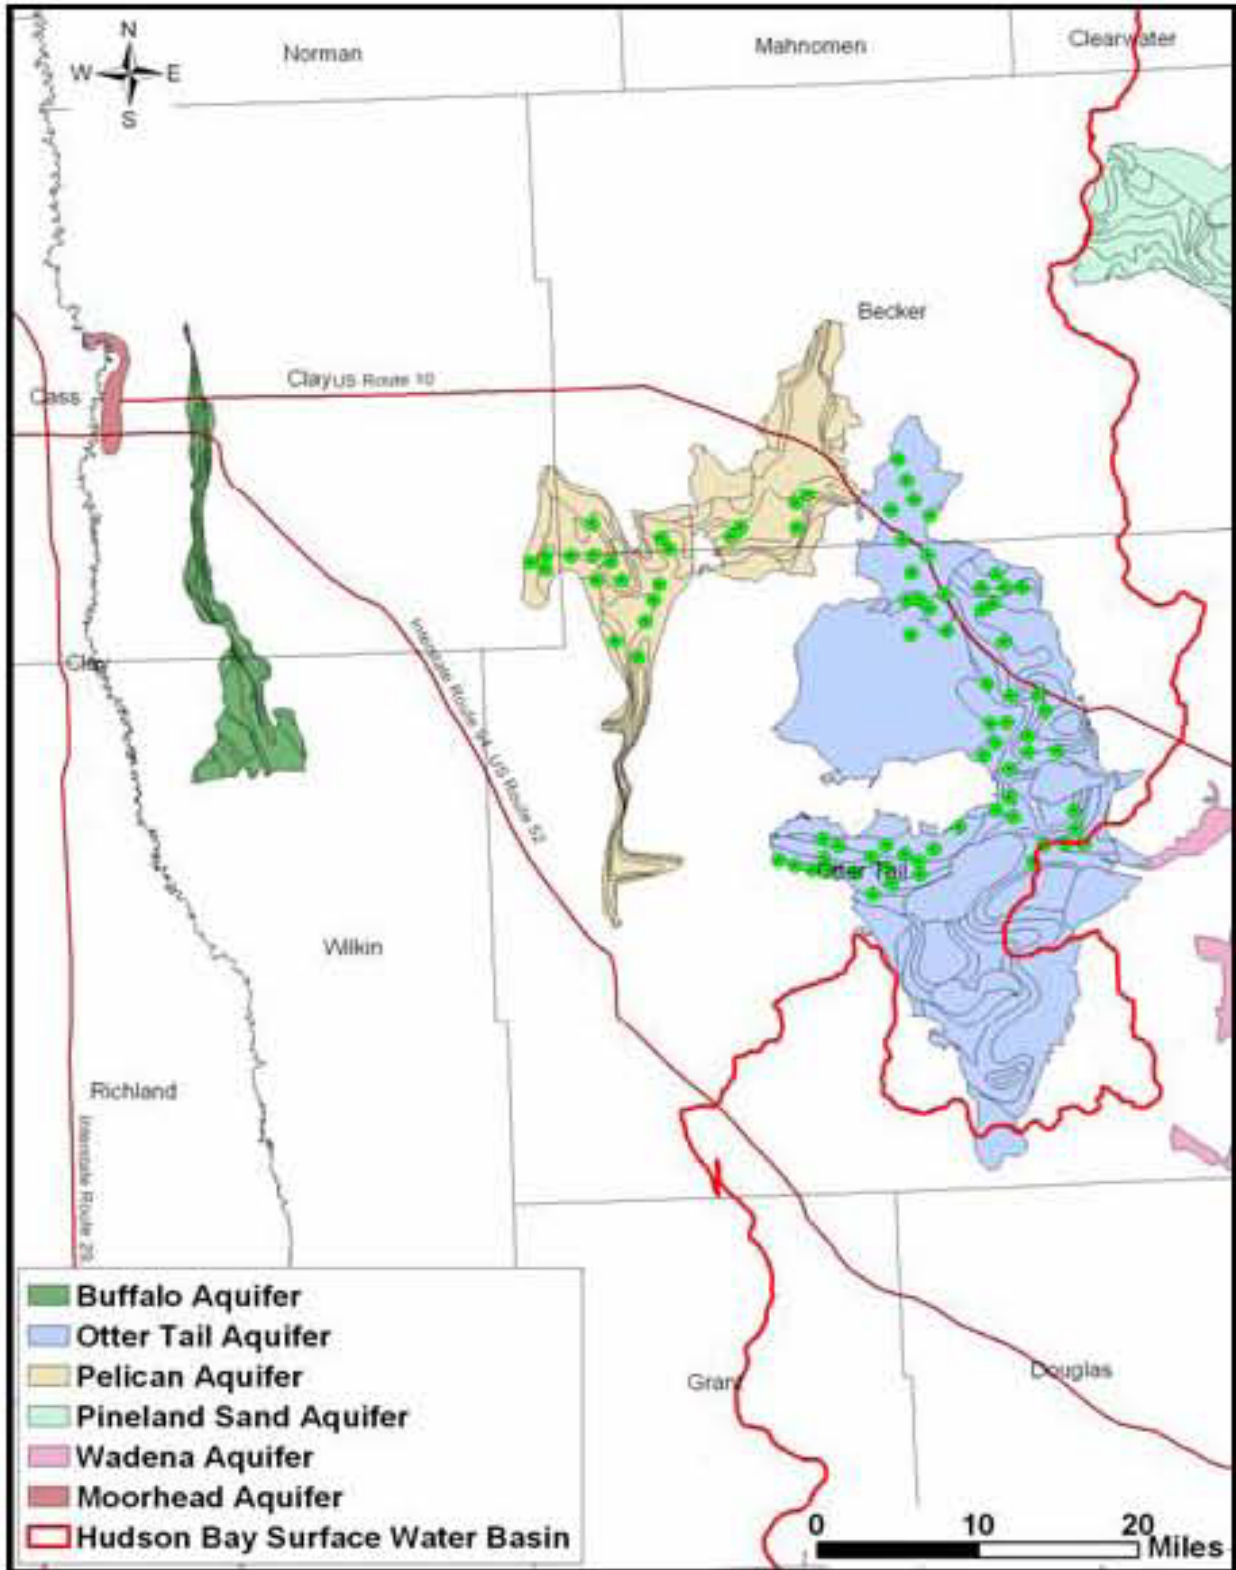 N
W E
S
Norman
Mahnomen
Clearwater
Becker
Clay US Route 10
Cass
Interstate Route 94, US Route 52
Clay
Otter Tail
Wilkin
Richland
Interstate Route 29
Grant
Douglas
Buffalo Aquifer
Otter Tail Aquifer
Pelican Aquifer
Pineland Sand Aquifer
Wadena Aquifer
Moorhead Aquifer
Hudson Bay Surface Water Basin
0 10 20
Miles